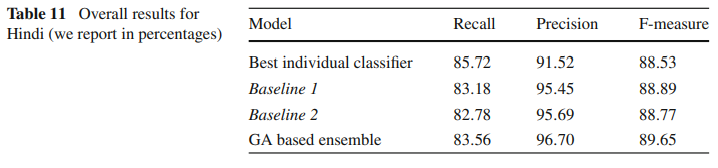 Table 11 Overall results for
Hindi (we report in percentages)
Model Recall Precision F-measure
Best individual classifier 85.72 91.52 88.53
Baseline 1 83.18 95.45 88.89
Baseline 2 82.78 95.69 88.77
GA based ensemble 83.56 96.70 89.65